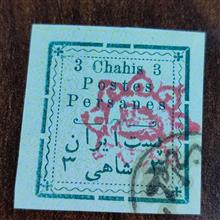 3 Chahis 3
Postes
Persanes
پست ایران
۳ شاهی